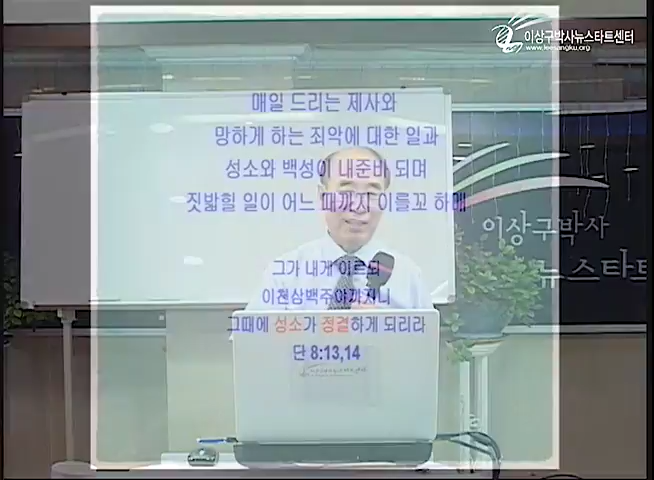 이상구박사뉴스타트센터
www.leesangku.org
매일 드리는 제사와
망하게 하는 죄악에 대한 일과
성소와 백성이 내준바 되며
짓밟힐 일이 어느 때까지 이를꼬 하매
이상구박사
뉴스타트
그가 내게 이르되
이천삼백주야까지니
그때에 성소가 정결하게 되리라
단 8:13,14